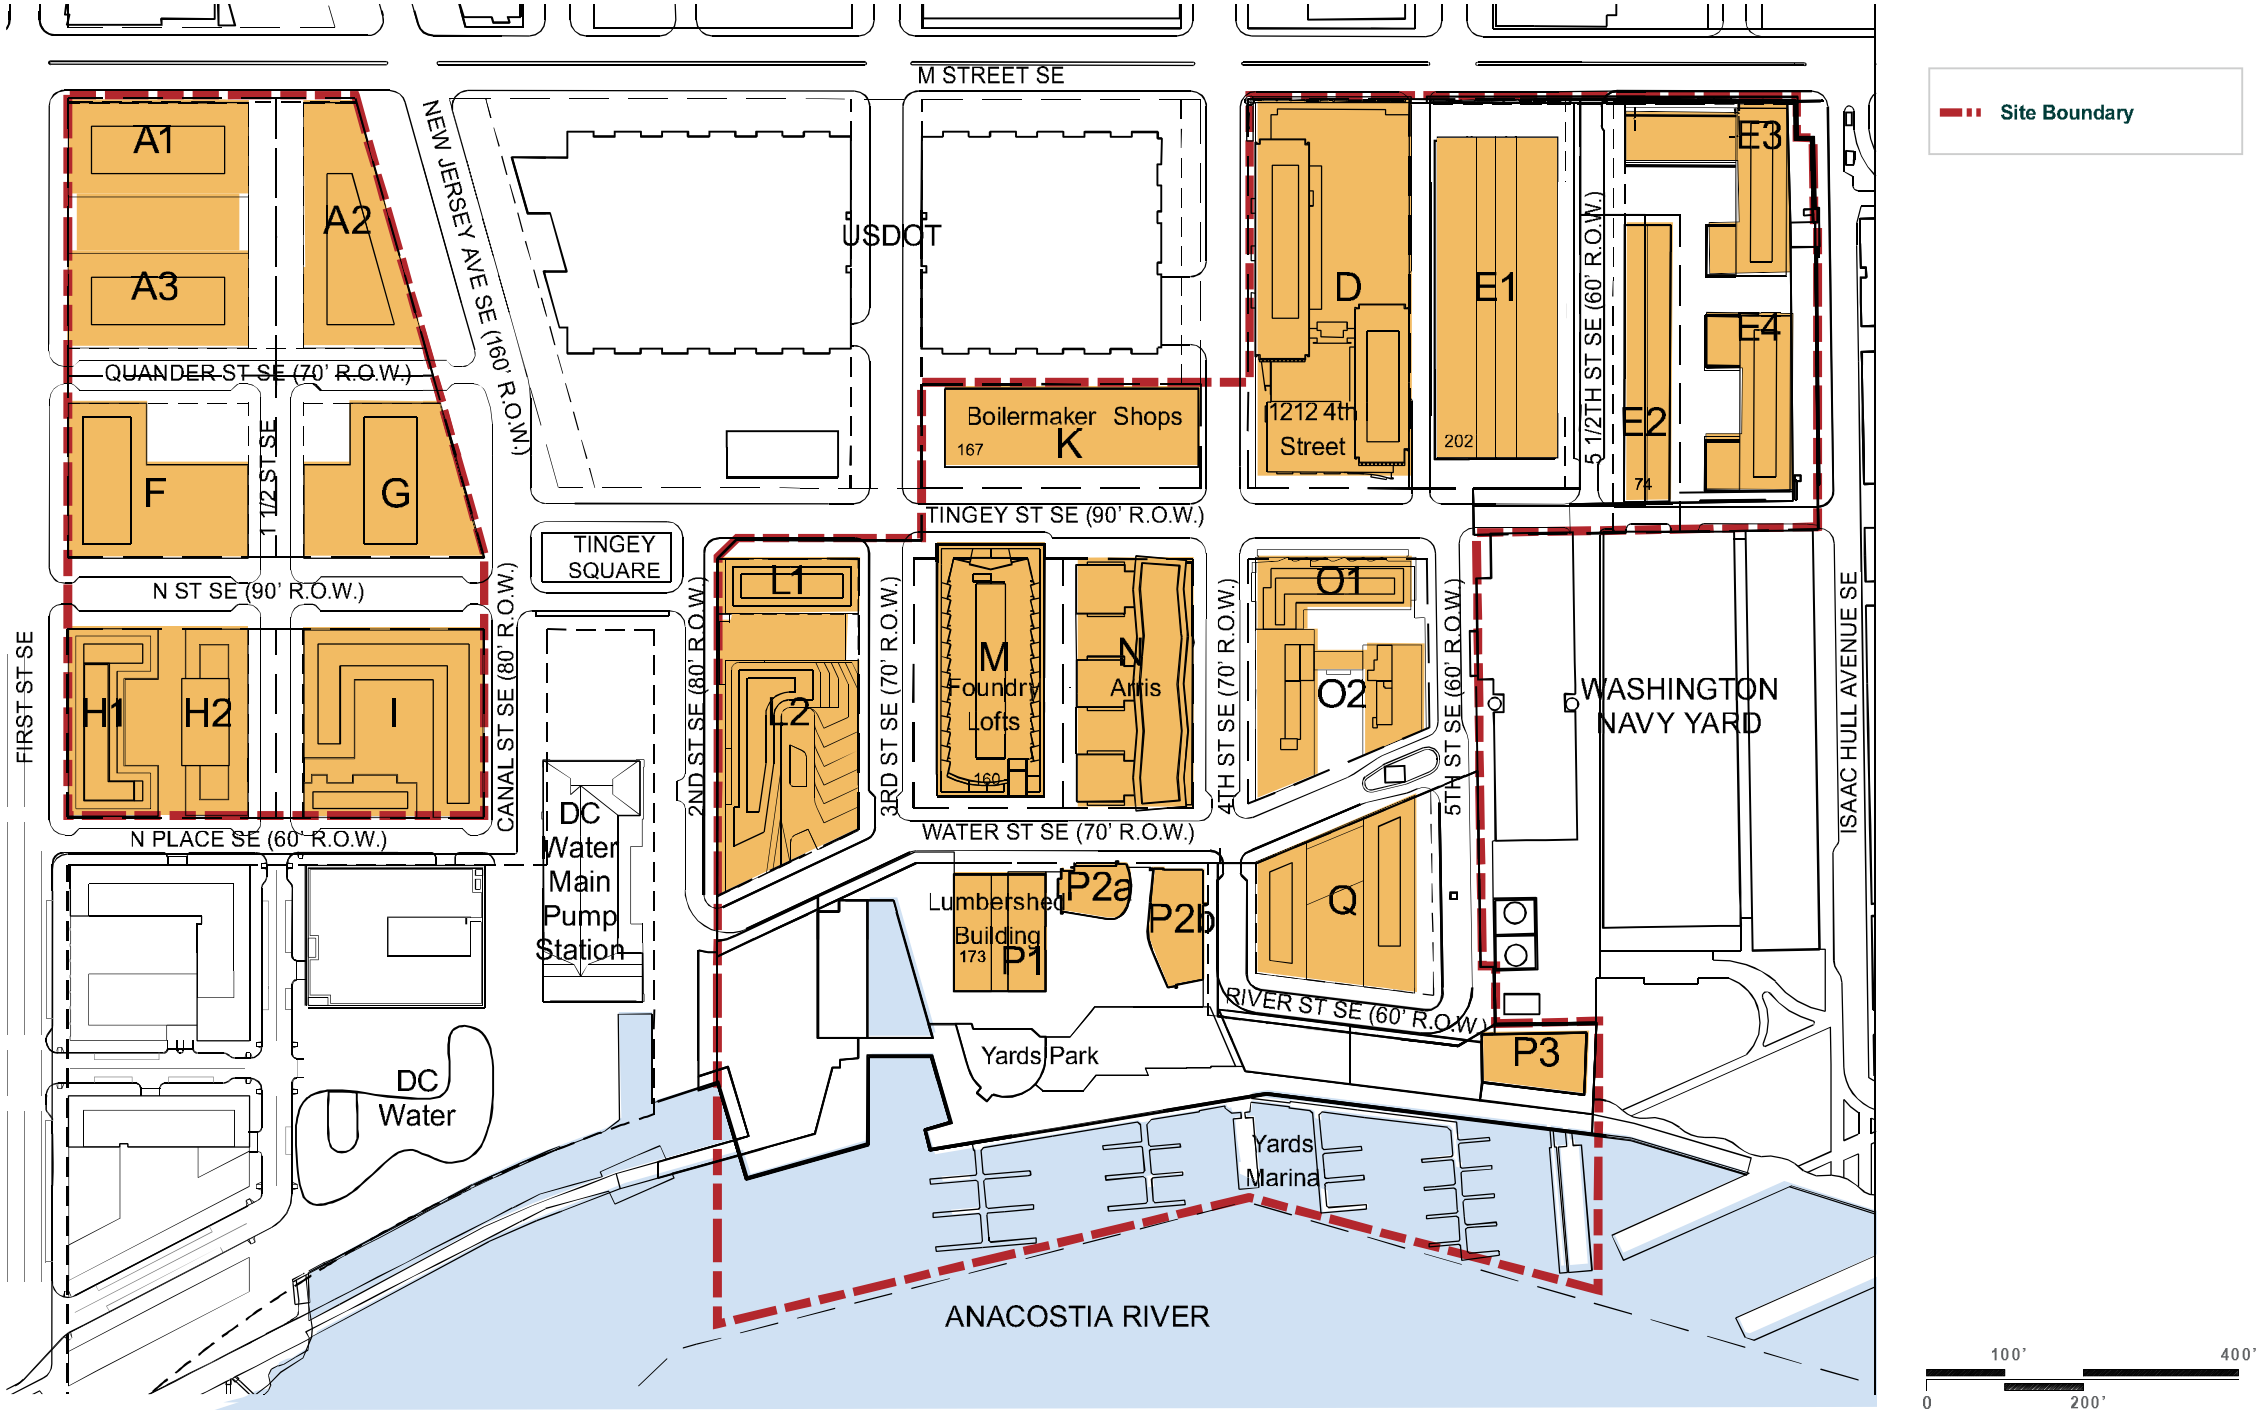 M STREET SE
Site Boundary
A1
A2
A3
NEW JERSEY AVE SE (160' R.O.W.)
USDOT
D
E1
E3
E4
E2
5 1/2TH ST SE (60' R.O.W.)
QUANDER ST SE (70' R.O.W.)
Boilermaker Shops
167
K
1212 4th
Street
202
74
F
G
1 1/2 ST SE
TINGEY ST SE (90' R.O.W.)
TINGEY
SQUARE
N ST SE (90' R.O.W.)
L1
O1
FIRST ST SE
H1
H2
I
CANAL ST SE (80' R.O.W.)
2ND ST SE (80' R.O.W.)
L2
3RD ST SE (70' R.O.W.)
M
Foundry
Lofts
160
N
Arris
4TH ST SE (70' R.O.W.)
O2
5TH ST SE (60' R.O.W.)
WASHINGTON
NAVY YARD
ISAAC HULL AVENUE SE
N PLACE SE (60' R.O.W.)
DC
Water
Main
Pump
Station
WATER ST SE (70' R.O.W.)
Lumbershed
Building
173
P1
P2a
P2b
Q
RIVER ST SE (60' R.O.W.)
Yards Park
P3
DC
Water
Yards
Marina
ANACOSTIA RIVER
100'
400'
0
200'